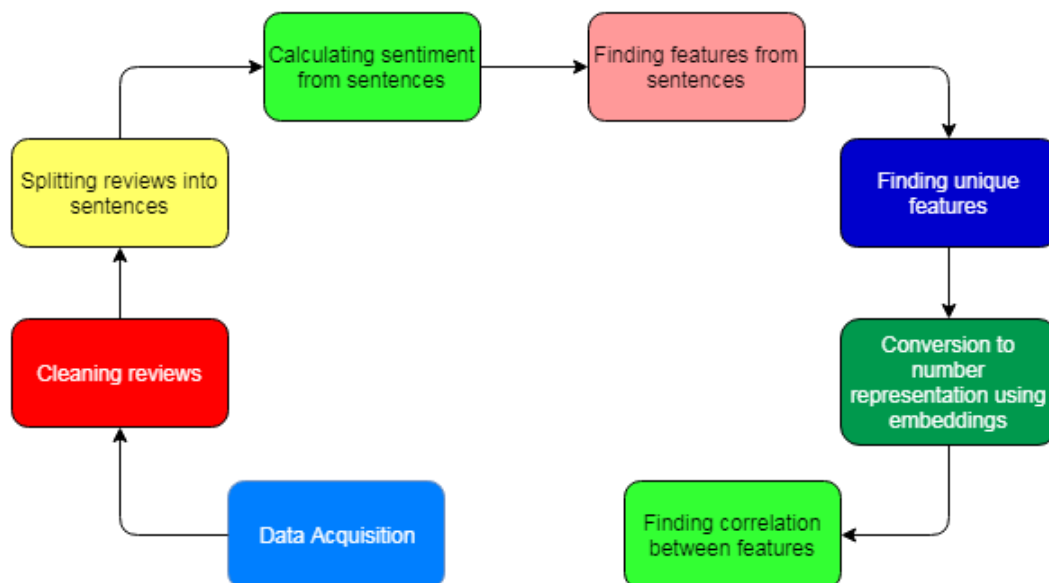 Calculating sentiment
from sentences
Finding features from
sentences
Splitting reviews into
sentences
Finding unique
features
Cleaning reviews
Conversion to
number
representation using
embeddings
Data Acquisition
Finding correlation
between features